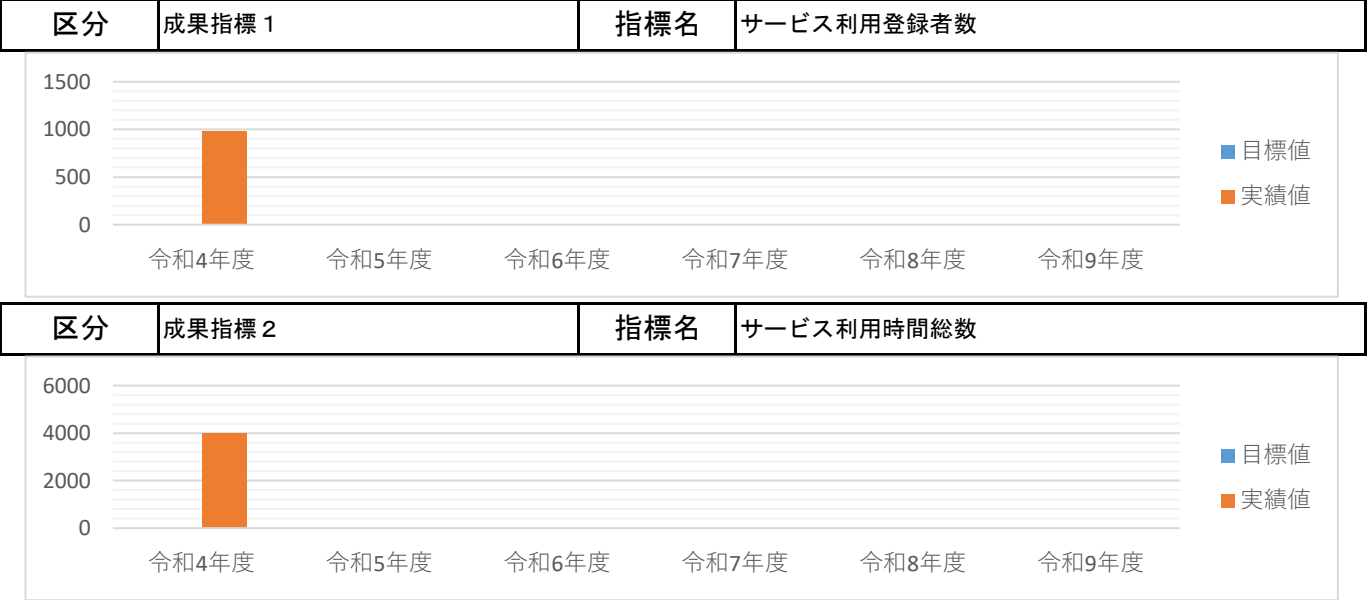 区分 成果指標1 指標名 サービス利用登録者数
1500
1000
500
0
令和4年度 令和5年度 令和6年度 令和7年度 令和8年度 令和9年度
目標値
実績値
区分 成果指標2 指標名 サービス利用時間総数
6000
4000
2000
0
令和4年度 令和5年度 令和6年度 令和7年度 令和8年度 令和9年度
目標値
実績値